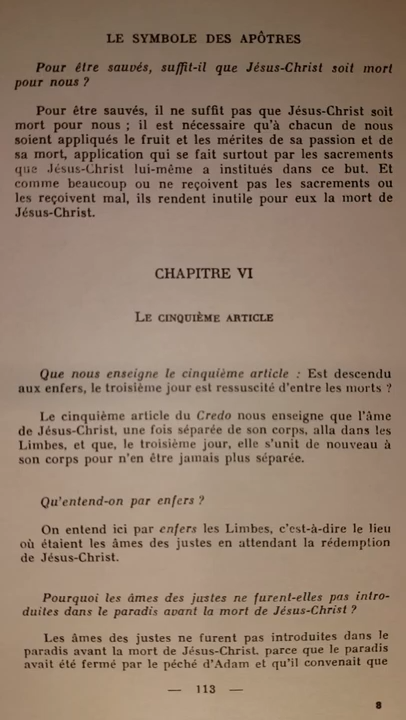 LE SYMBOLE DES APÔTRES
Pour être sauvés, suffit-il que Jésus-Christ soit mort
pour nous ?
Pour être sauvés, il ne suffit pas que Jésus-Christ soit
mort pour nous ; il est nécessaire qu'à chacun de nous
soient appliqués le fruit et les mérites de sa passion et de
sa mort, application qui se fait surtout par les sacrements
que Jésus-Christ lui-même a institués dans ce but. Et
comme beaucoup ou ne reçoivent pas les sacrements ou
les reçoivent mal, ils rendent inutile pour eux la mort de
Jésus-Christ.
CHAPITRE VI
LE CINQUIÈME ARTICLE
Que nous enseigne le cinquième article : Est descendu
aux enfers, le troisième jour est ressuscité d'entre les morts ?
Le cinquième article du Credo nous enseigne que l'âme
de Jésus-Christ, une fois séparée de son corps, alla dans les
Limbes, et que, le troisième jour, elle s'unit de nouveau à
son corps pour n'en être jamais plus séparée.
Qu'entend-on par enfers ?
On entend ici par enfers les Limbes, c'est-à-dire le lieu
où étaient les âmes des justes en attendant la rédemption
de Jésus-Christ.
Pourquoi les âmes des justes ne furent-elles pas intro-
duites dans le paradis avant la mort de Jésus-Christ ?
Les âmes des justes ne furent pas introduites dans le
paradis avant la mort de Jésus-Christ. parce que le paradis
avait été fermé par le péché d'Adam et qu'il convenait que
— 113 —
8